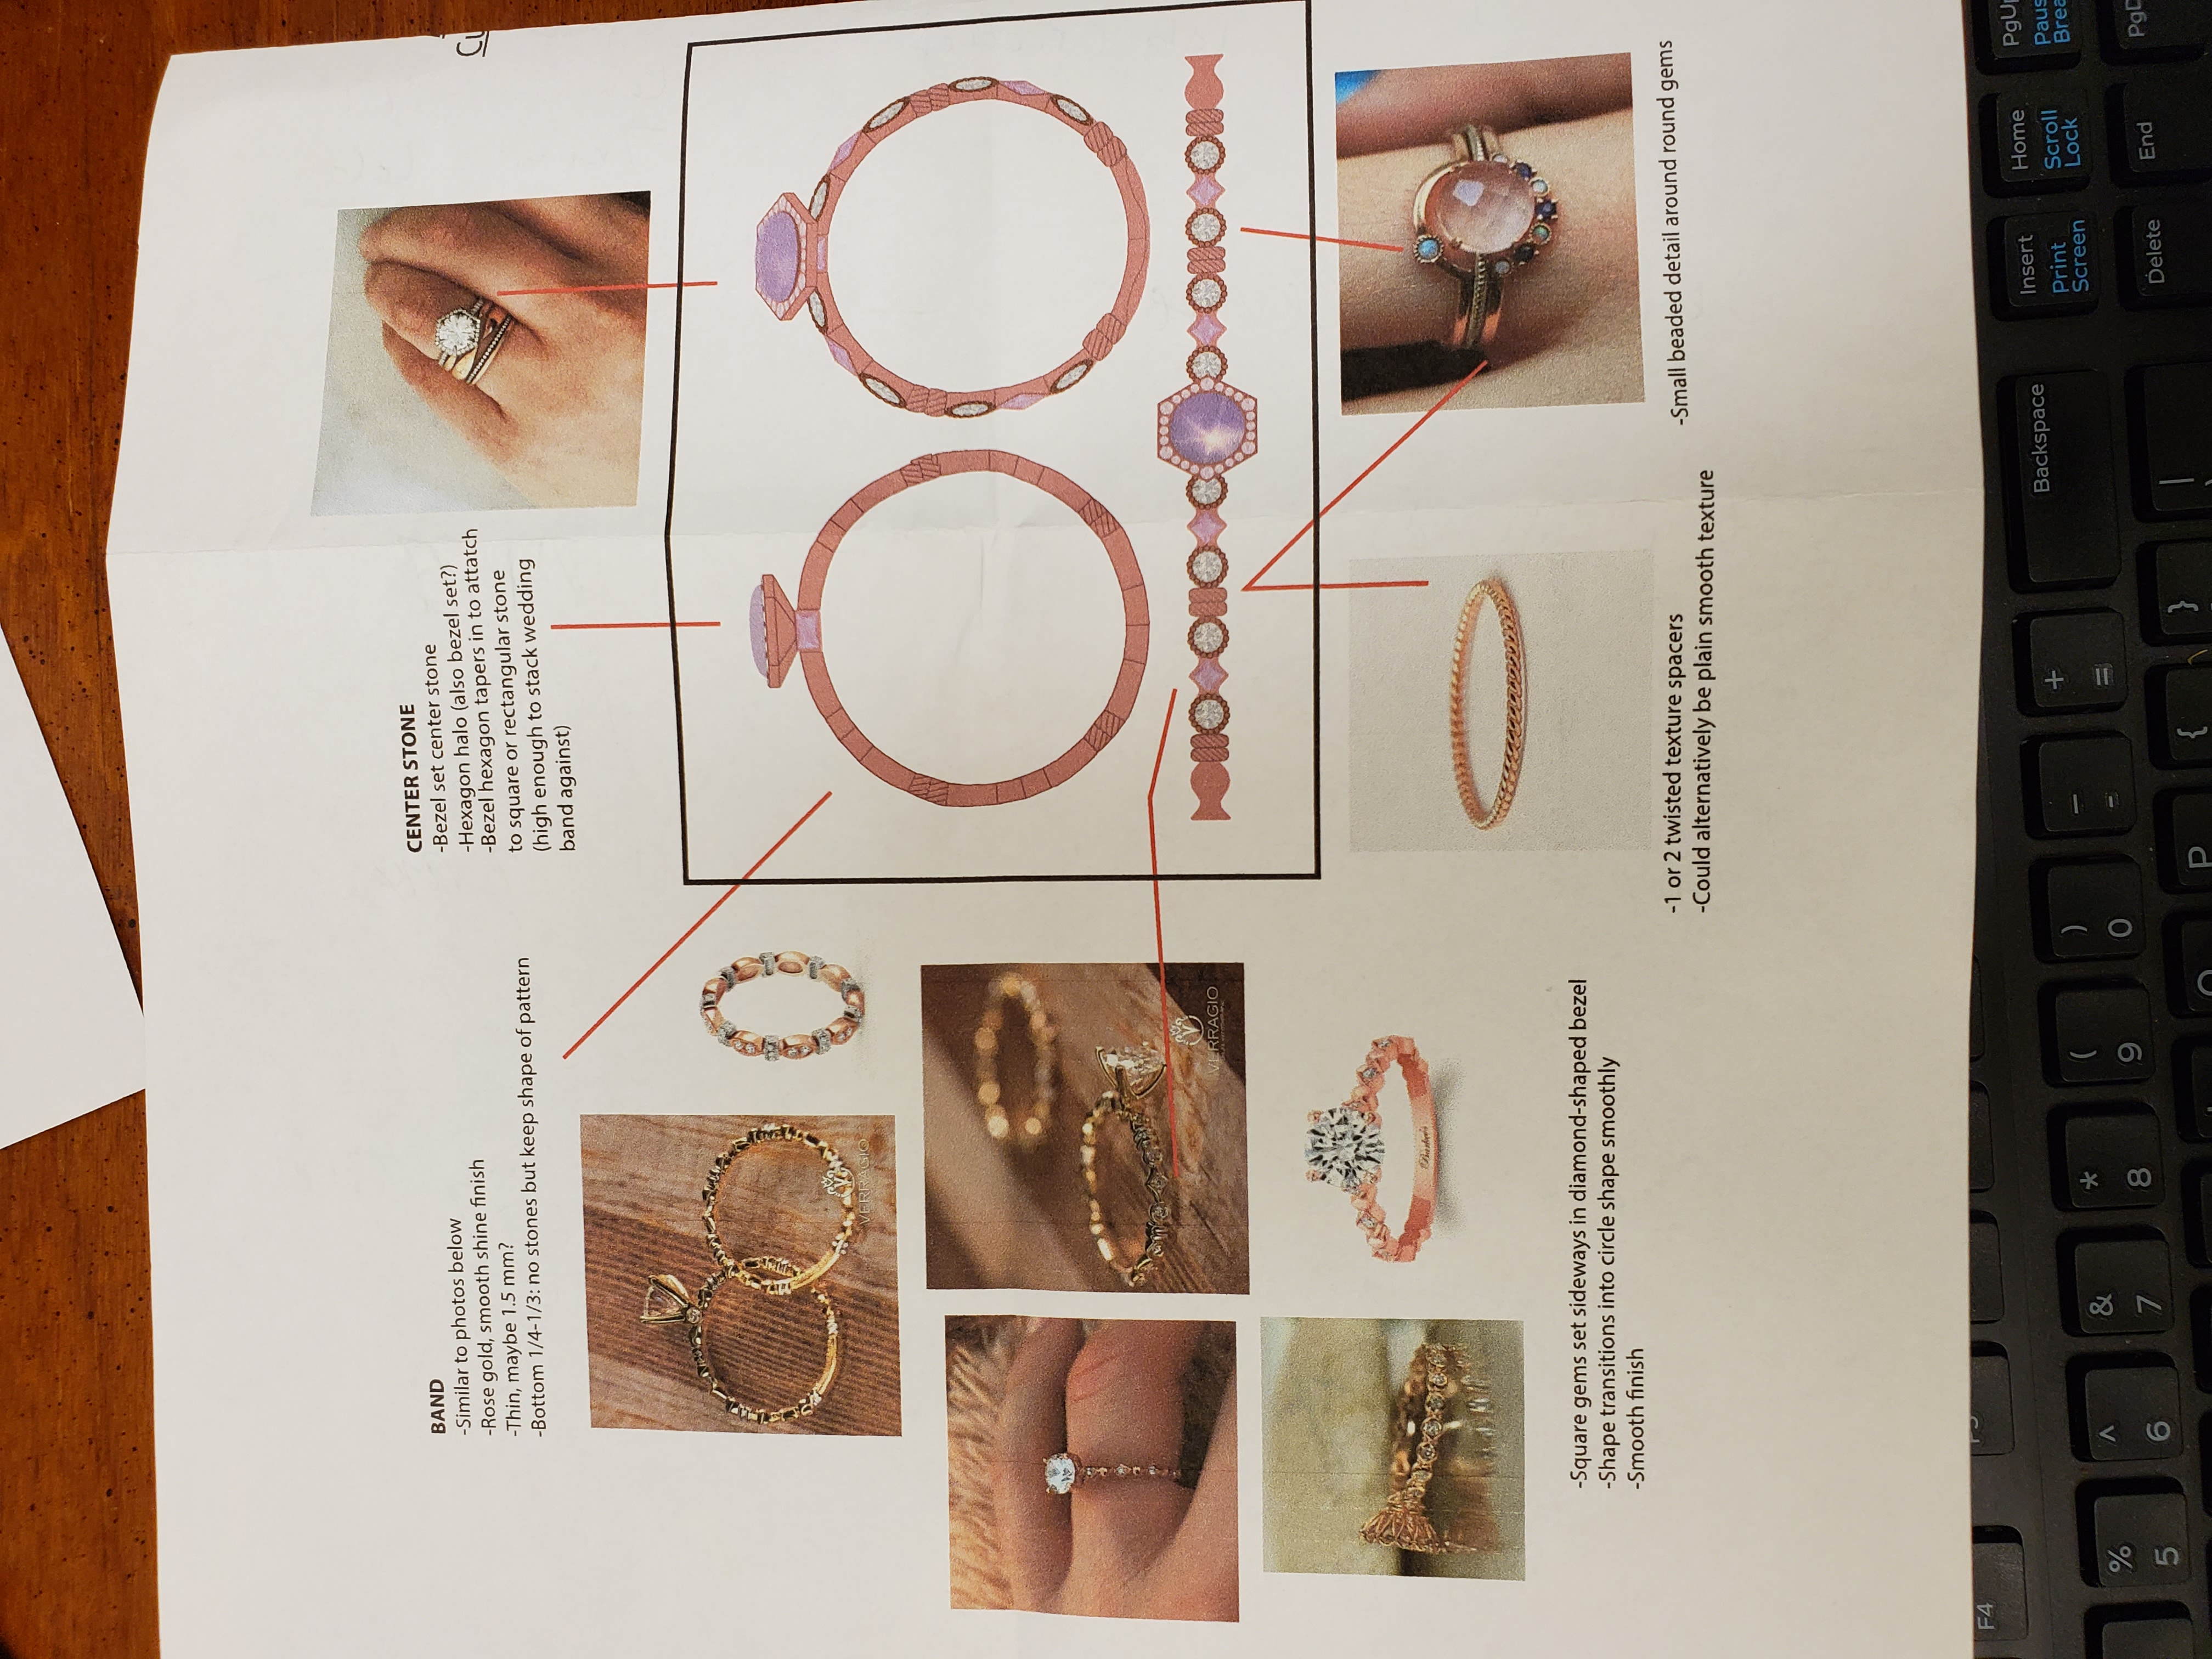 BAND
-Similar to photos below
-Rose gold, smooth shine finish
-Thin, maybe 1.5 mm?
-Bottom 1/4-1/3: no stones but keep shape of pattern
CENTER STONE
-Bezel set center stone
-Hexagon halo (also bezel set?)
-Bezel hexagon tapers in to attatch
to square or rectangular stone
(high enough to stack wedding
band against)
VERRAGIO
VERRAGIO
-Square gems set sideways in diamond-shaped bezel
-Shape transitions into circle shape smoothly
-Smooth finish
-1 or 2 twisted texture spacers
-Could alternatively be plain smooth texture
-Small beaded detail around round gems
F4
Backspace
Insert
Print
Screen
Home
Scroll
Lock
% 5
^ 6
& 7
* 8
( 9
) 0
— -
+ =
Delete
End
P
{
}
|